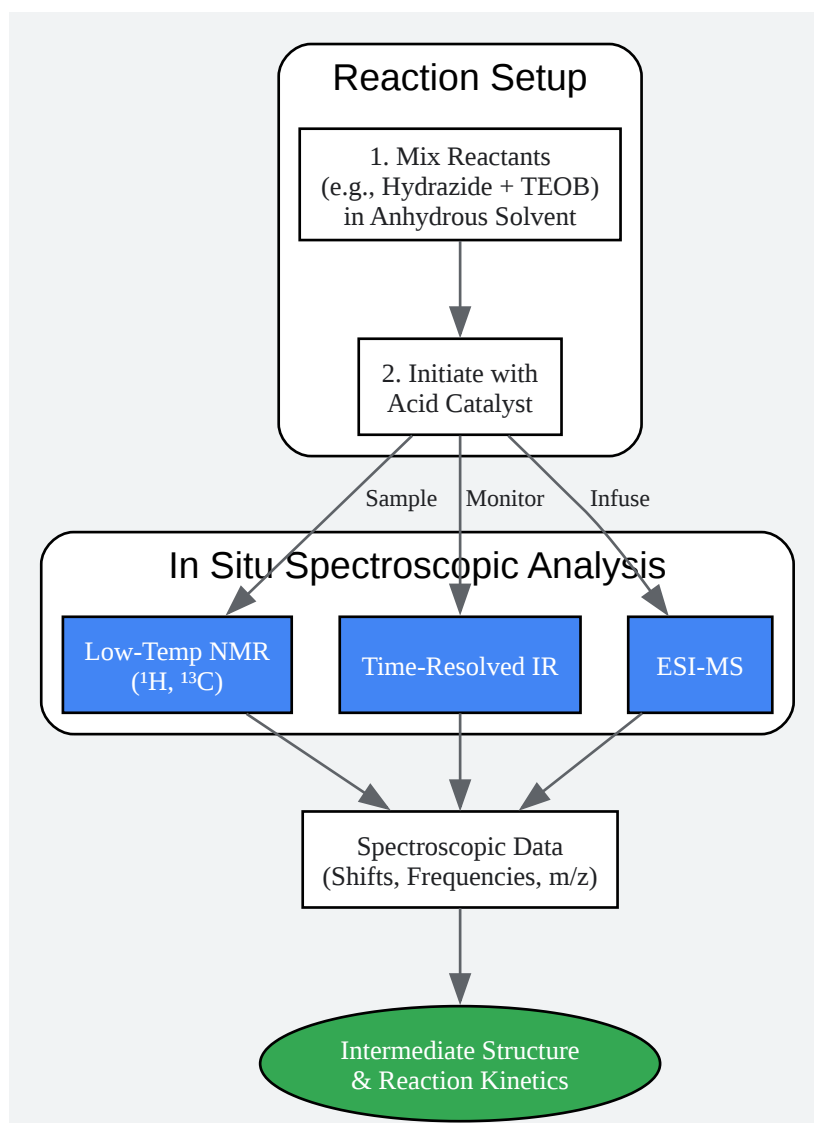 Reaction Setup
1. Mix Reactants
(e.g., Hydrazide + TEOB)
in Anhydrous Solvent
2. Initiate with
Acid Catalyst
Sample
Monitor
Infuse
In Situ Spectroscopic Analysis
Low-Temp NMR
(¹H, ¹³C)
Time-Resolved IR
ESI-MS
Spectroscopic Data
(Shifts, Frequencies, m/z)
Intermediate Structure
& Reaction Kinetics